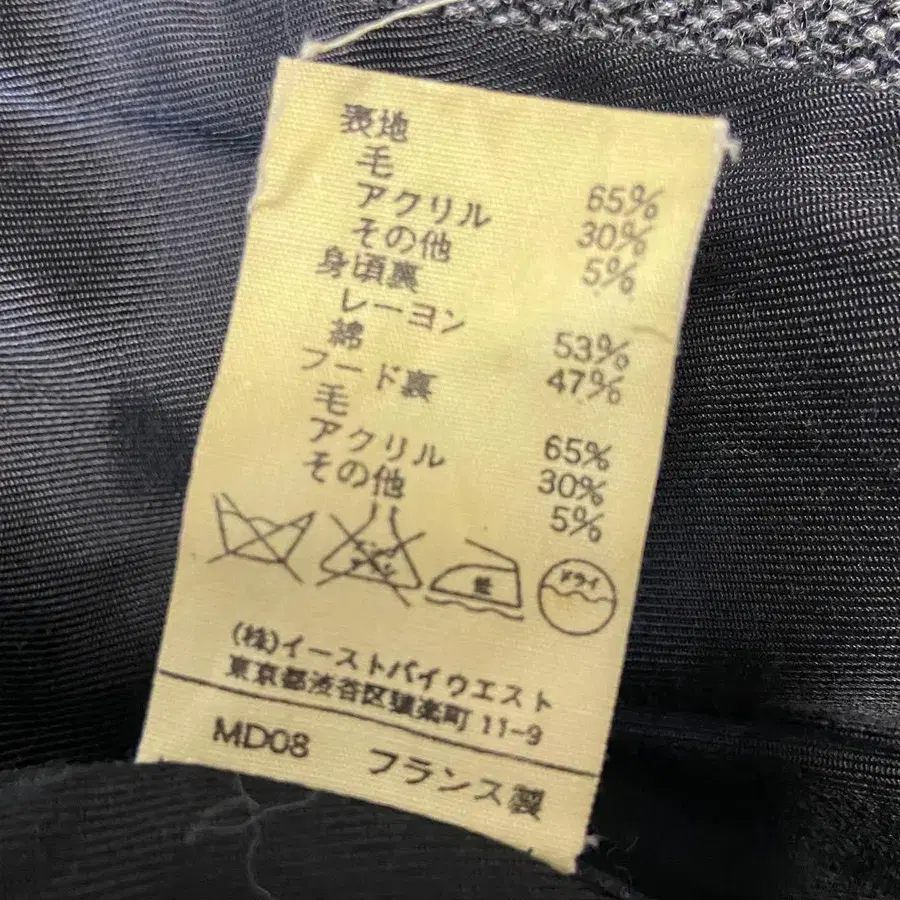 表地
毛 65%
アクリル 30%
その他 5%
身頃裏
レーヨン 53%
綿 47%
フード裏
毛 65%
アクリル 30%
その他 5%
ドライ
(株)イーストバイウエスト
東京都渋谷区猿楽町 11-9
MD08 フランス製